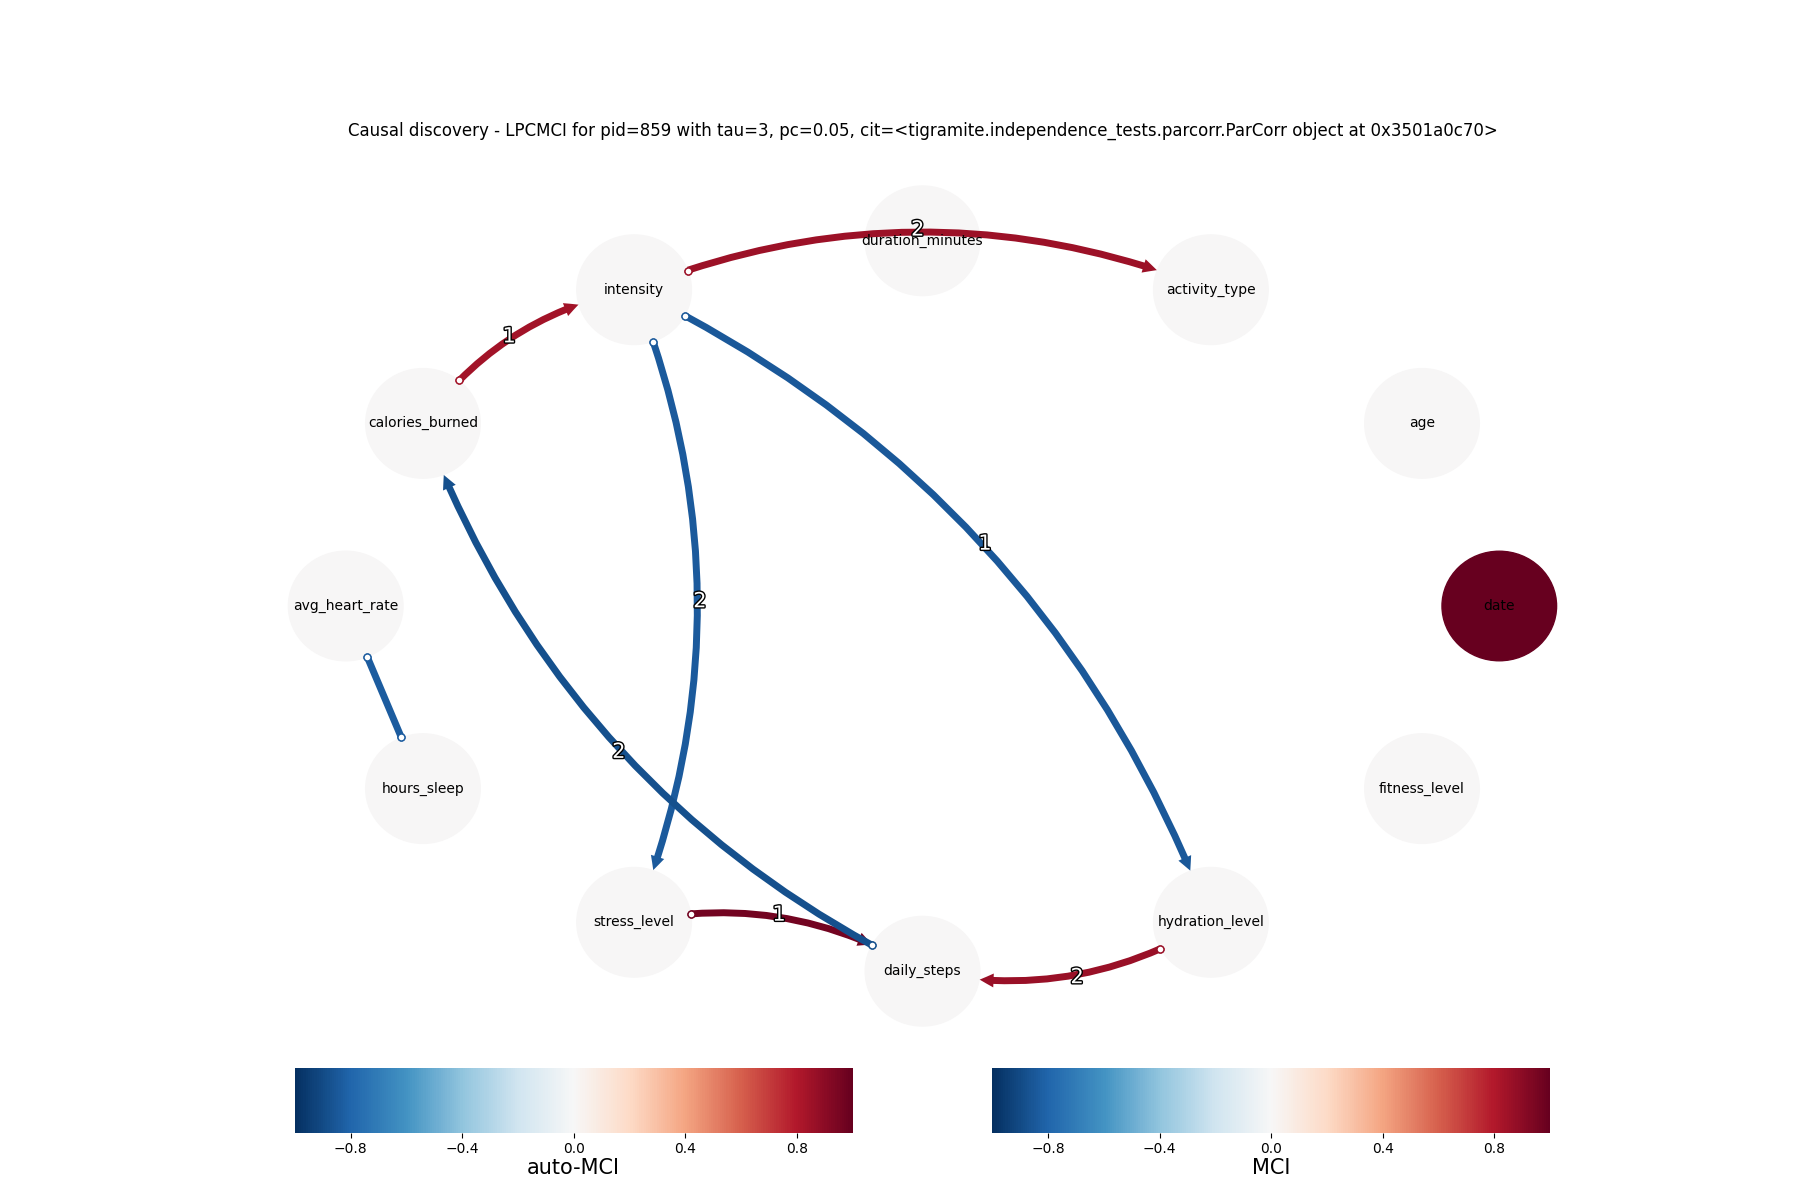 Causal discovery - LPCMCI for pid=859 with tau=3, pc=0.05, cit=<tigramite.independence_tests.parcorr.ParCorr object at 0x3501a0c70>
2
duration_minutes
intensity
activity_type
1
calories_burned
age
1
avg_heart_rate
2
date
2
hours_sleep
fitness_level
stress_level
1
hydration_level
daily_steps
2
−0.8 −0.4 0.0 0.4 0.8
auto-MCI
−0.8 −0.4 0.0 0.4 0.8
MCI